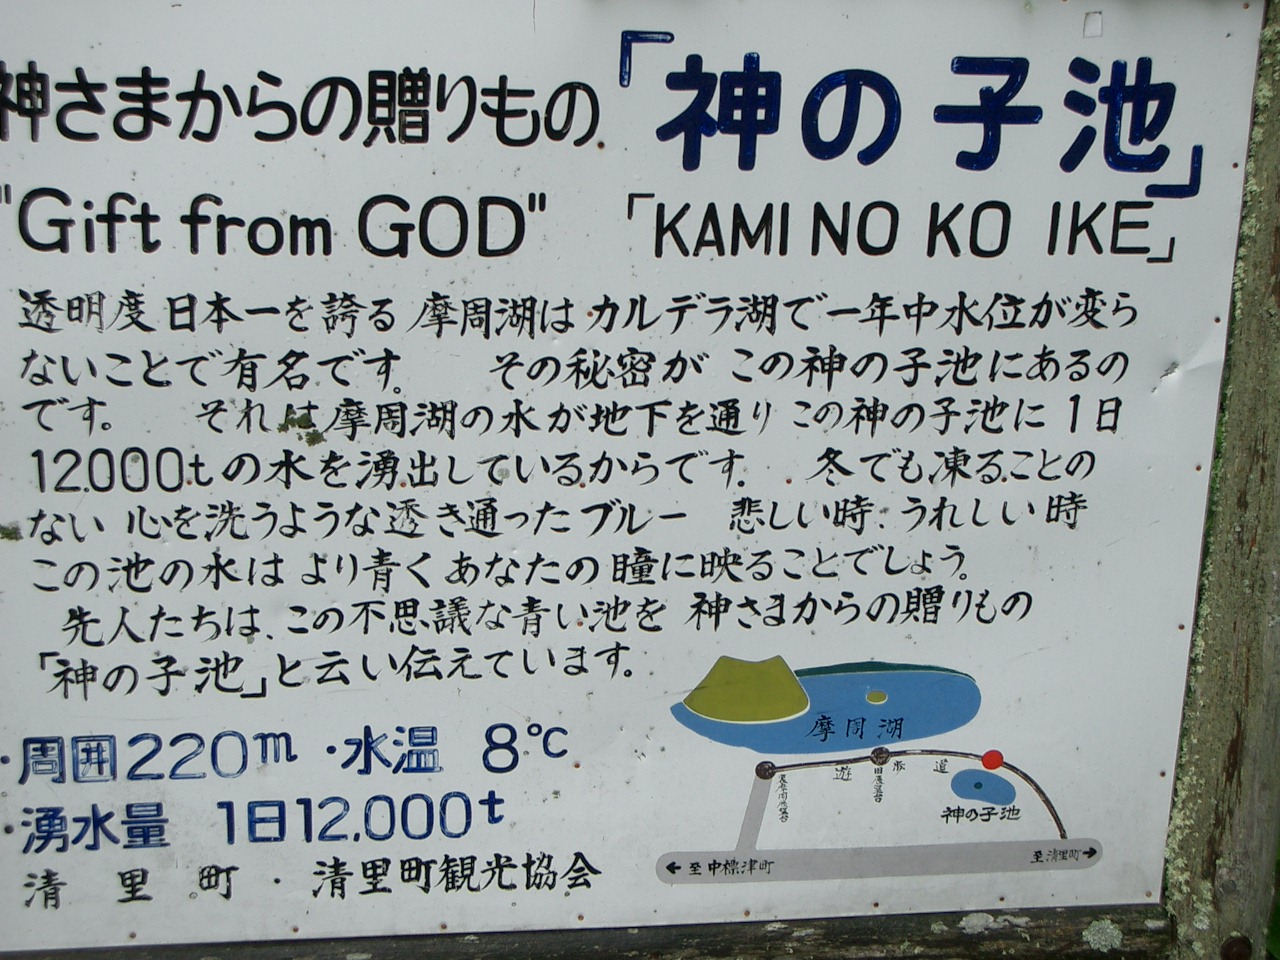 神さまからの贈りもの「神の子池」
"Gift from GOD" 「KAMI NO KO IKE」
透明度日本一を誇る 摩周湖はカルデラ湖で一年中水位が変ら
ないことで有名です。 その秘密が この神の子池にあるの
です。 それは摩周湖の水が地下を通り この神の子池に 1日
12.000tの水を湧出しているからです。 冬でも凍ることの
ない 心を洗うような透き通ったブルー 悲しい時、うれしい時
この池の水は より青く あなたの瞳に映ることでしょう。
先人たちは、この不思議な青い池を 神さまからの贈りもの
「神の子池」と云い伝えています。
摩周湖
遊歩道
神の子池
←至中標津町
至清里町→
・周囲220m ・水温 8℃
・湧水量 1日12,000t
清里町・清里町観光協会